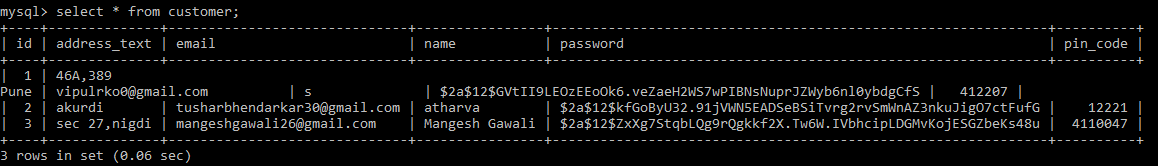 mysql> select * from customer;
+----+--------------+---------------------------+----------------+--------------------------------------------------------------+----------+
| id | address_text | email                     | name           | password                                                     | pin_code |
+----+--------------+---------------------------+----------------+--------------------------------------------------------------+----------+
|  1 | 46A,389
Pune | vipulrko0@gmail.com          | s              | $2a$12$GVtII9LEOzEEoOk6.veZaeH2WS7wPIBNsNuprJZWyb6nl0ybdgCfS |   412207 |
|  2 | akurdi       | tusharbhendarkar30@gmail.com | atharva        | $2a$12$kfGoByU32.91jVWN5EADSeBSiTvrg2rvSmWnAZ3nkuJigO7ctFufG |    12221 |
|  3 | sec 27,nigdi | mangeshgawali26@gmail.com    | Mangesh Gawali | $2a$12$ZxXg7StqbLQg9rQgkkf2X.Tw6W.IVbhcipLDGMvKojESGZbeKs48u |  4110047 |
+----+--------------+---------------------------+----------------+--------------------------------------------------------------+----------+
3 rows in set (0.06 sec)